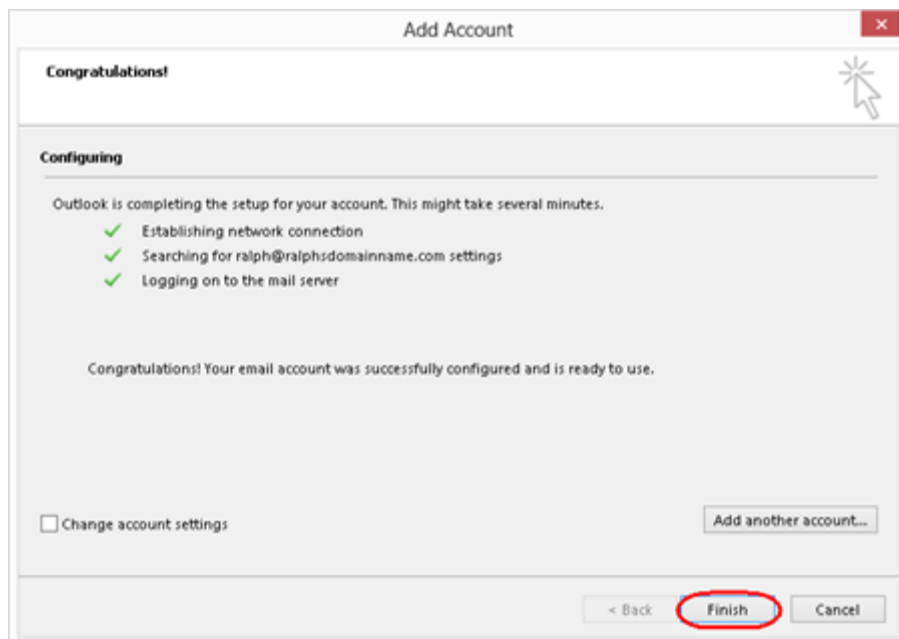 Add Account
Congratulations!
Configuring
Outlook is completing the setup for your account. This might take several minutes.
Establishing network connection
Searching for ralph@ralphsdomainname.com settings
Logging on to the mail server
Congratulations! Your email account was successfully configured and is ready to use.
Change account settings
Add another account...
< Back
Finish
Cancel